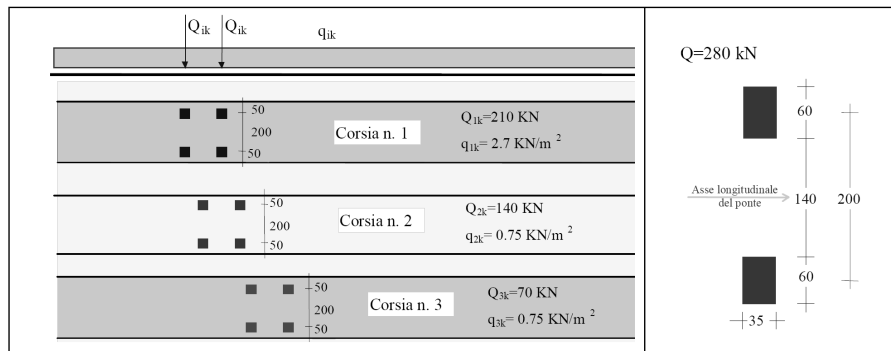 Q_ik Q_ik q_ik
50
200
50
Corsia n. 1
Q_1k=210 KN
q_1k= 2.7 KN/m ²
50
200
50
Corsia n. 2
Q_2k=140 KN
q_2k= 0.75 KN/m ²
50
200
50
Corsia n. 3
Q_3k=70 KN
q_3k= 0.75 KN/m ²
Q=280 kN
60
Asse longitudinale
del ponte
140
200
60
35